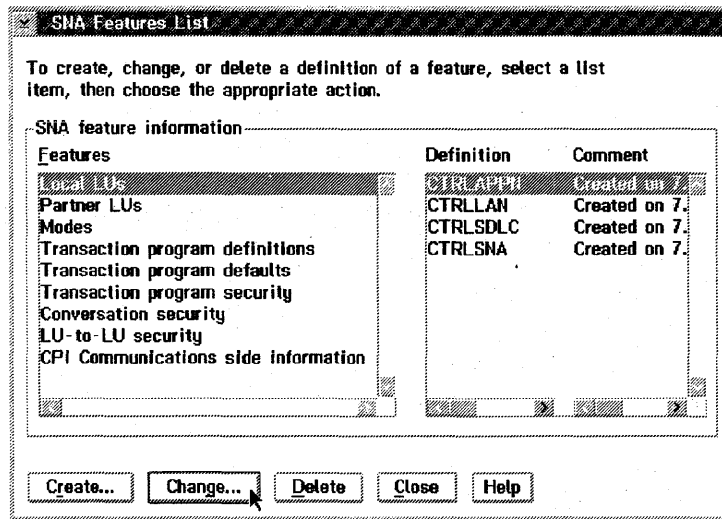 SNA Features List
To create, change, or delete a definition of a feature, select a list
item, then choose the appropriate action.
SNA feature information
Features
Local LUs
Partner LUs
Modes
Transaction program definitions
Transaction program defaults
Transaction program security
Conversation security
LU-to-LU security
CPI Communications side information
Definition Comment
CTRLAPPN Created on 7.
CTRLLAN Created on 7.
CTRLSDLC Created on 7.
CTRLSNA Created on 7.
Create... Change... Delete Close Help